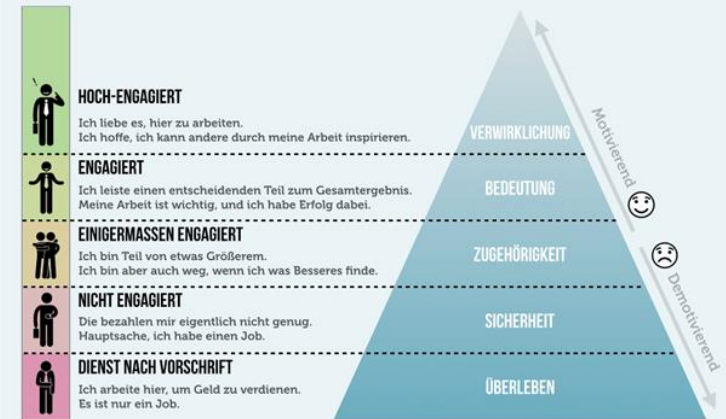 HOCH-ENGAGIERT
Ich liebe es, hier zu arbeiten.
Ich hoffe, ich kann andere durch meine Arbeit inspirieren.
VERWIRKLICHUNG
ENGAGIERT
Ich leiste einen entscheidenden Teil zum Gesamtergebnis.
Meine Arbeit ist wichtig, und ich habe Erfolg dabei.
BEDEUTUNG
EINIGERMASSEN ENGAGIERT
Ich bin Teil von etwas Größerem.
Ich bin aber auch weg, wenn ich was Besseres finde.
ZUGEHÖRIGKEIT
NICHT ENGAGIERT
Die bezahlen mir eigentlich nicht genug.
Hauptsache, ich habe einen Job.
SICHERHEIT
DIENST NACH VORSCHRIFT
Ich arbeite hier, um Geld zu verdienen.
Es ist nur ein Job.
ÜBERLEBEN
Motivierend
Demotivierend